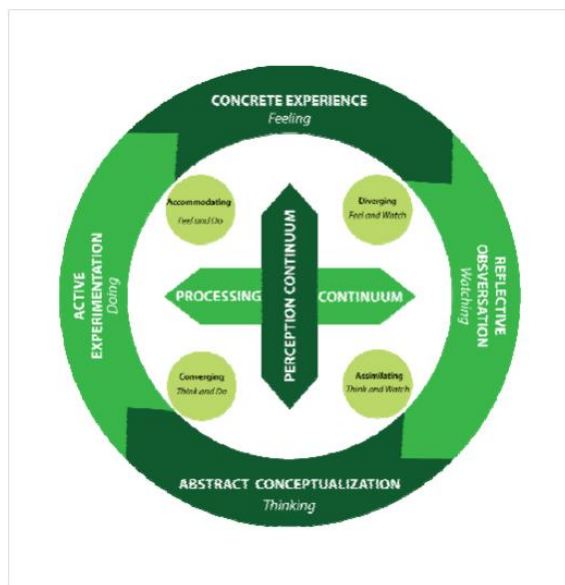 CONCRETE EXPERIENCE
Feeling
Accommodating
Feel and Do
Diverging
Feel and Watch
ACTIVE
EXPERIMENTATION
Doing
PROCESSING
CONTINUUM
PERCEPTION CONTINUUM
REFLECTIVE
OBSVERSATION
Watching
Converging
Think and Do
Assimilating
Think and Watch
ABSTRACT CONCEPTUALIZATION
Thinking